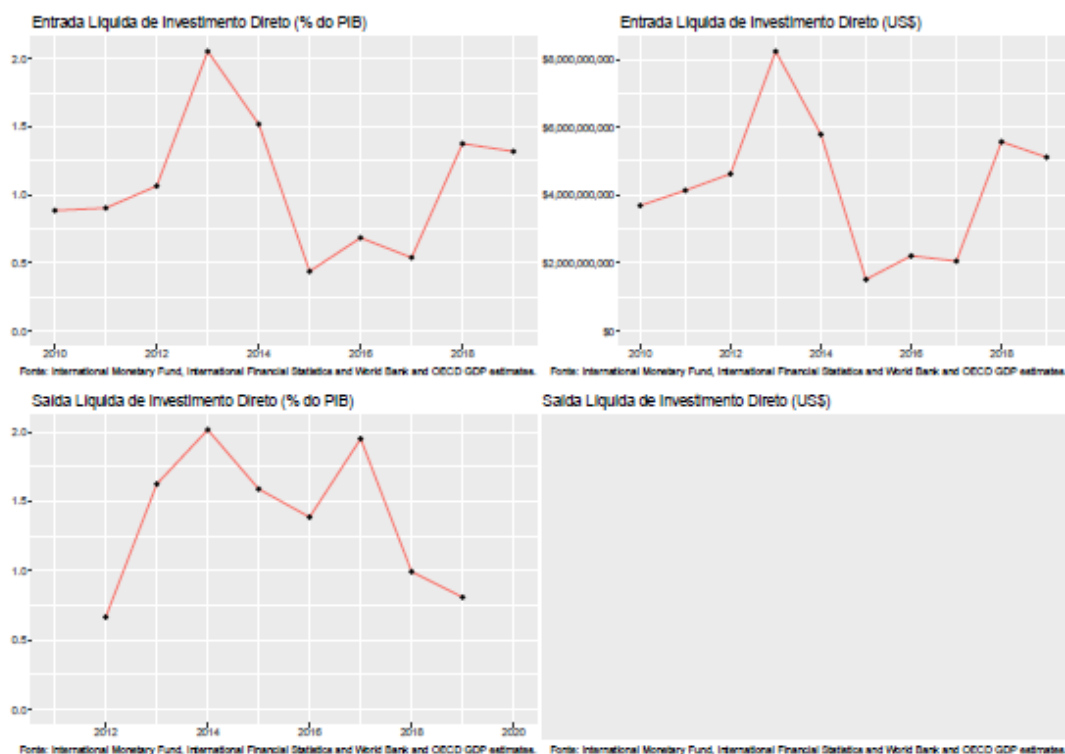 Entrada Líquida de Investimento Direto (% do PIB)
2.0
1.5
1.0
0.5
0.0
2010 2012 2014 2016 2018
Fonte: International Monetary Fund, International Financial Statistics and World Bank and OECD GDP estimates.
Entrada Líquida de Investimento Direto (US$)
$8,000,000,000
$6,000,000,000
$4,000,000,000
$2,000,000,000
$0
2010 2012 2014 2016 2018
Fonte: International Monetary Fund, International Financial Statistics and World Bank and OECD GDP estimates.
Saída Líquida de Investimento Direto (% do PIB)
2.0
1.5
1.0
0.5
0.0
2012 2014 2016 2018 2020
Fonte: International Monetary Fund, International Financial Statistics and World Bank and OECD GDP estimates.
Saída Líquida de Investimento Direto (US$)
Fonte: International Monetary Fund, International Financial Statistics and World Bank and OECD GDP estimates.